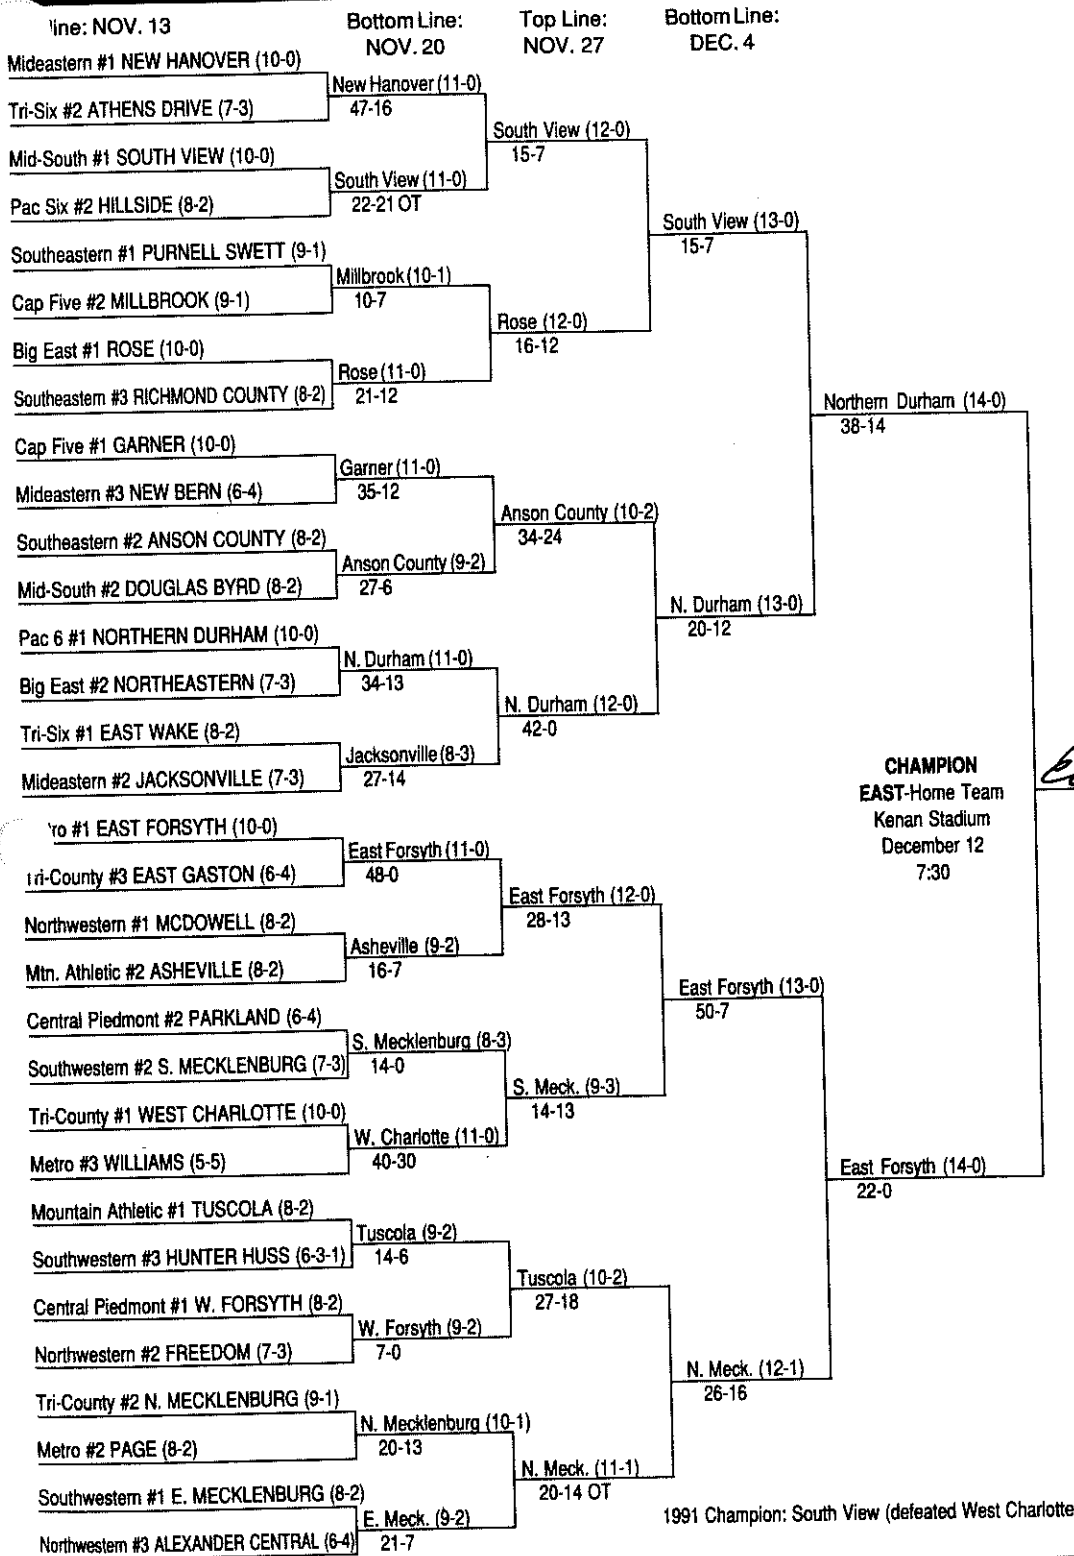 line: NOV. 13
Bottom Line:
NOV. 20
Top Line:
NOV. 27
Bottom Line:
DEC. 4
Mideastern #1 NEW HANOVER (10-0)
New Hanover (11-0)
47-16
Tri-Six #2 ATHENS DRIVE (7-3)
South View (12-0)
15-7
Mid-South #1 SOUTH VIEW (10-0)
South View (11-0)
22-21 OT
Pac Six #2 HILLSIDE (8-2)
South View (13-0)
15-7
Southeastern #1 PURNELL SWETT (9-1)
Millbrook (10-1)
10-7
Cap Five #2 MILLBROOK (9-1)
Rose (12-0)
16-12
Big East #1 ROSE (10-0)
Rose (11-0)
21-12
Southeastern #3 RICHMOND COUNTY (8-2)
Northern Durham (14-0)
38-14
Cap Five #1 GARNER (10-0)
Garner (11-0)
35-12
Mideastern #3 NEW BERN (6-4)
Anson County (10-2)
34-24
Southeastern #2 ANSON COUNTY (8-2)
Anson County (9-2)
27-6
Mid-South #2 DOUGLAS BYRD (8-2)
N. Durham (13-0)
20-12
Pac 6 #1 NORTHERN DURHAM (10-0)
N. Durham (11-0)
34-13
Big East #2 NORTHEASTERN (7-3)
N. Durham (12-0)
42-0
Tri-Six #1 EAST WAKE (8-2)
Jacksonville (8-3)
27-14
Mideastern #2 JACKSONVILLE (7-3)
CHAMPION
EAST-Home Team
Kenan Stadium
December 12
7:30
ro #1 EAST FORSYTH (10-0)
East Forsyth (11-0)
48-0
Tri-County #3 EAST GASTON (6-4)
East Forsyth (12-0)
28-13
Northwestern #1 MCDOWELL (8-2)
Asheville (9-2)
16-7
Mtn. Athletic #2 ASHEVILLE (8-2)
East Forsyth (13-0)
50-7
Central Piedmont #2 PARKLAND (6-4)
S. Mecklenburg (8-3)
14-0
Southwestern #2 S. MECKLENBURG (7-3)
S. Meck. (9-3)
14-13
Tri-County #1 WEST CHARLOTTE (10-0)
W. Charlotte (11-0)
40-30
Metro #3 WILLIAMS (5-5)
East Forsyth (14-0)
22-0
Mountain Athletic #1 TUSCOLA (8-2)
Tuscola (9-2)
14-6
Southwestern #3 HUNTER HUSS (6-3-1)
Tuscola (10-2)
27-18
Central Piedmont #1 W. FORSYTH (8-2)
W. Forsyth (9-2)
7-0
Northwestern #2 FREEDOM (7-3)
N. Meck. (12-1)
26-16
Tri-County #2 N. MECKLENBURG (9-1)
N. Mecklenburg (10-1)
20-13
Metro #2 PAGE (8-2)
N. Meck. (11-1)
20-14 OT
Southwestern #1 E. MECKLENBURG (8-2)
E. Meck. (9-2)
21-7
Northwestern #3 ALEXANDER CENTRAL (6-4)
1991 Champion: South View (defeated West Charlotte